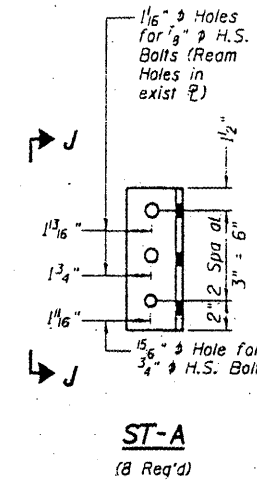 1 1/16" ϕ Holes
for 7/8" ϕ H.S.
Bolts (Ream
Holes in
exist ℄)
J
1 1/2"
1 13/16"
1 3/4"
1 11/16"
2 Spa at
3" = 6"
2"
J
15/16" ϕ Hole for
3/4" ϕ H.S. Bolt
ST-A
(8 Req'd)